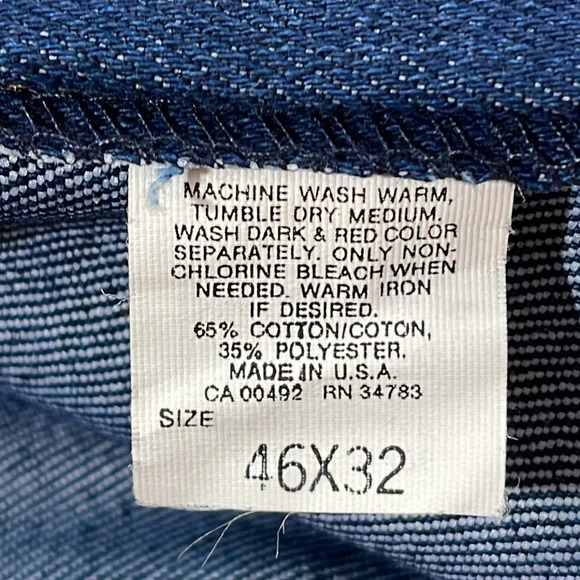 MACHINE WASH WARM,
TUMBLE DRY MEDIUM.
WASH DARK & RED COLOR
SEPARATELY. ONLY NON-
CHLORINE BLEACH WHEN
NEEDED. WARM IRON
IF DESIRED.
65% COTTON/COTON,
35% POLYESTER.
MADE IN U.S.A.
CA 00492 RN 34783
SIZE
46X32